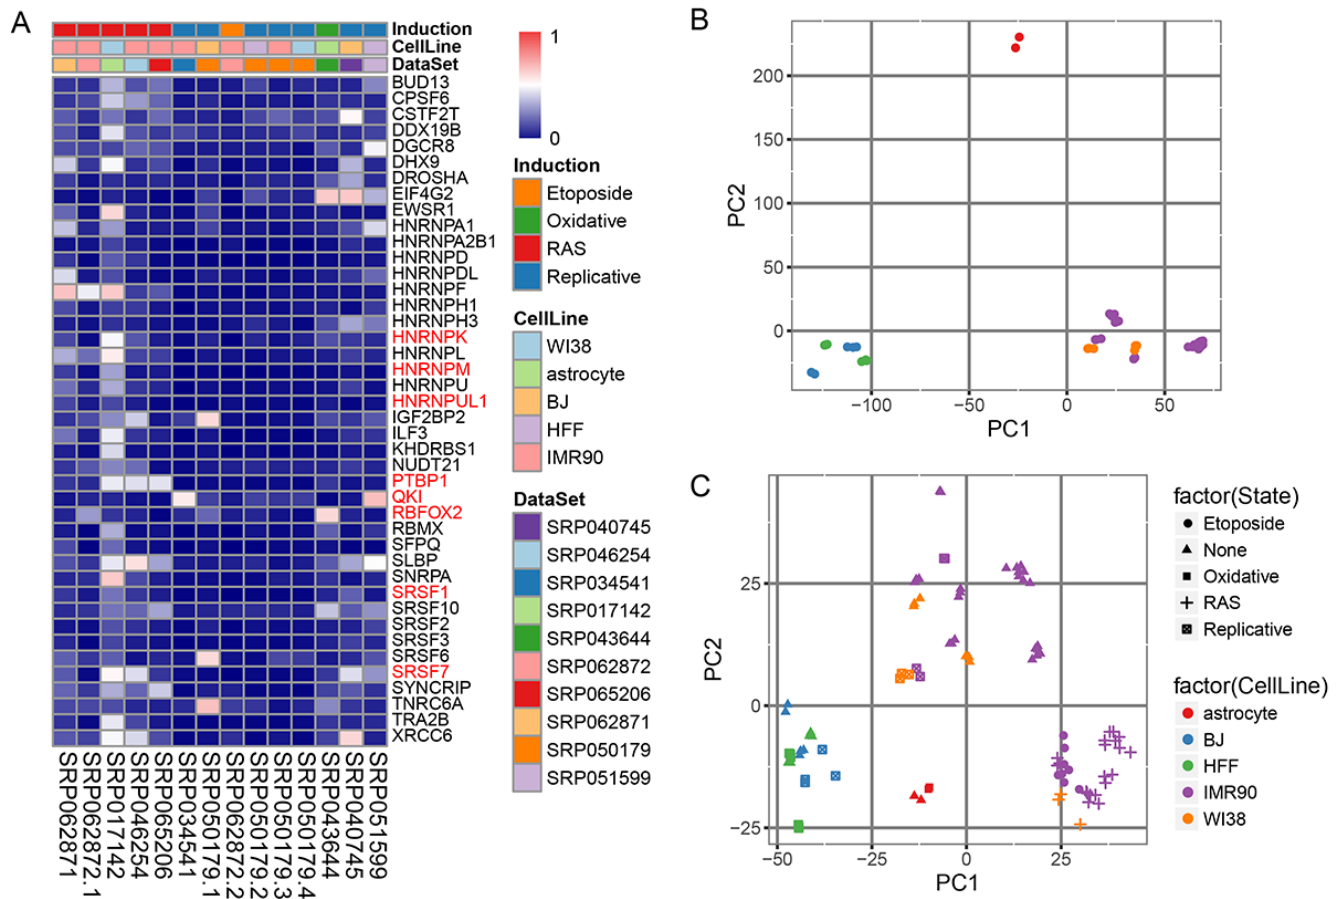 A
Induction
CellLine
DataSet
BUD13
CPSF6
CSTF2T
DDX19B
DGCR8
DHX9
DROSHA
EIF4G2
EWSR1
HNRNPA1
HNRNPA2B1
HNRNPD
HNRNPDL
HNRNPF
HNRNPH1
HNRNPH3
HNRNPK
HNRNPL
HNRNPM
HNRNPU
HNRNPUL1
IGF2BP2
ILF3
KHDRBS1
NUDT21
PTBP1
QKI
RBFOX2
RBMX
SFPQ
SLBP
SNRPA
SRSF1
SRSF10
SRSF2
SRSF3
SRSF6
SRSF7
SYNCRIP
TNRC6A
TRA2B
XRCC6
SRP062871
SRP062872.1
SRP017142
SRP046254
SRP065206
SRP034541
SRP050179.1
SRP062872.2
SRP050179.2
SRP050179.3
SRP050179.4
SRP043644
SRP040745
SRP051599
1
0
Induction
Etoposide
Oxidative
RAS
Replicative
CellLine
WI38
astrocyte
BJ
HFF
IMR90
DataSet
SRP040745
SRP046254
SRP034541
SRP017142
SRP043644
SRP062872
SRP065206
SRP062871
SRP050179
SRP051599
B
PC2
200
150
100
50
0
−100
−50
0
50
PC1
C
PC2
25
0
−25
−50
−25
0
25
PC1
factor(State)
Etoposide
None
Oxidative
RAS
Replicative
factor(CellLine)
astrocyte
BJ
HFF
IMR90
WI38